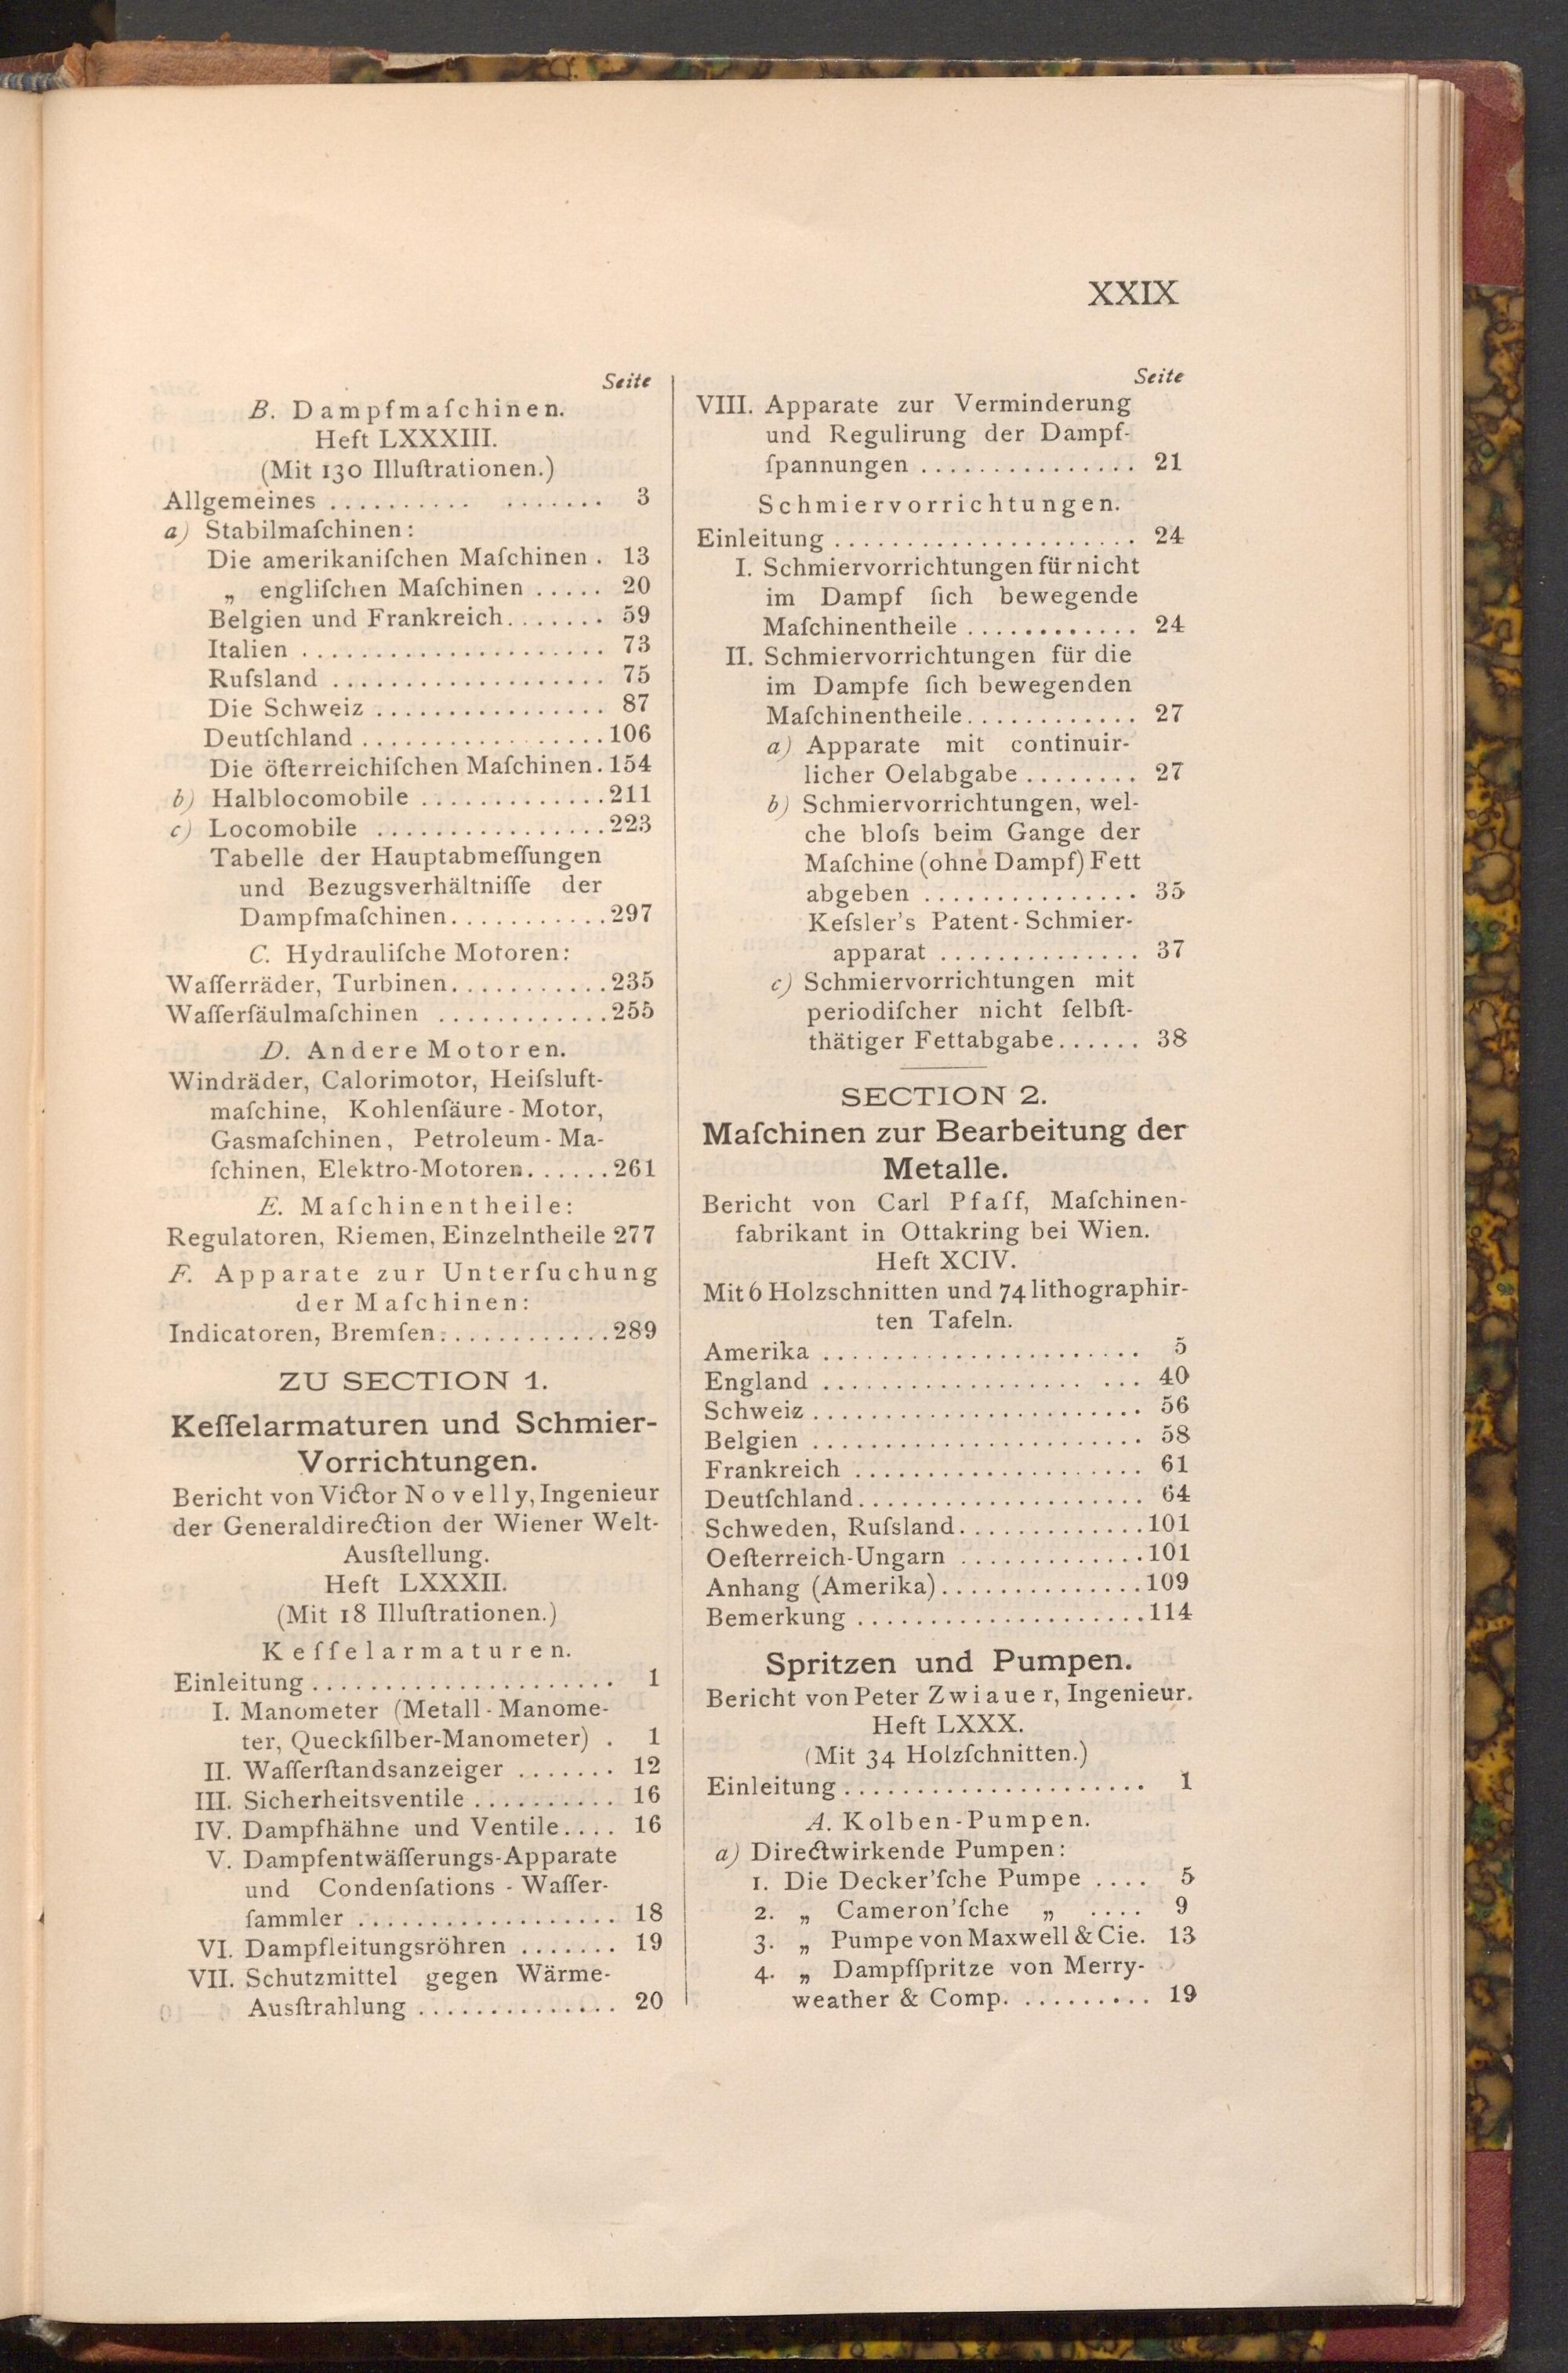 XXIX
Seite
B. Dampfmaſchinen.
Heft LXXXIII.
(Mit 130 Illuſtrationen.)
Allgemeines .......... ....... 3
a) Stabilmaſchinen:
Die amerikaniſchen Maſchinen . 13
„ engliſchen Maſchinen ..... 20
Belgien und Frankreich....... 59
Italien ..................... 73
Ruſsland ................... 75
Die Schweiz ................ 87
Deutſchland .................106
Die öſterreichiſchen Maſchinen.154
b) Halblocomobile .............211
c) Locomobile ................223
Tabelle der Hauptabmeſſungen
und Bezugsverhältniſſe der
Dampfmaſchinen...........297
C. Hydrauliſche Motoren:
Waſſerräder, Turbinen...........235
Waſſerſäulmaſchinen ............255
D. Andere Motoren.
Windräder, Calorimotor, Heiſsluft-
maſchine, Kohlenſäure-Motor,
Gasmaſchinen, Petroleum-Ma-
ſchinen, Elektro-Motoren......261
E. Maſchinentheile:
Regulatoren, Riemen, Einzelntheile 277
F. Apparate zur Unterſuchung
der Maſchinen:
Indicatoren, Bremſen............289
ZU SECTION 1.
Keſſelarmaturen und Schmier-
Vorrichtungen.
Bericht von Victor Novelly, Ingenieur
der Generaldirection der Wiener Welt-
Ausſtellung.
Heft LXXXII.
(Mit 18 Illuſtrationen.)
Keſſelarmaturen.
Einleitung..................... 1
I. Manometer (Metall-Manome-
ter, Queckſilber-Manometer) . 1
II. Waſſerſtandsanzeiger ....... 12
III. Sicherheitsventile .......... 16
IV. Dampfhähne und Ventile.... 16
V. Dampfentwäſſerungs-Apparate
und Condenſations-Waſſer-
ſammler .................. 18
VI. Dampfleitungsröhren ....... 19
VII. Schutzmittel gegen Wärme-
Ausſtrahlung .............. 20
Seite
VIII. Apparate zur Verminderung
und Regulirung der Dampf-
ſpannungen ............... 21
Schmiervorrichtungen.
Einleitung ..................... 24
I. Schmiervorrichtungen für nicht
im Dampf ſich bewegende
Maſchinentheile ............ 24
II. Schmiervorrichtungen für die
im Dampfe ſich bewegenden
Maſchinentheile............ 27
a) Apparate mit continuir-
licher Oelabgabe ........ 27
b) Schmiervorrichtungen, wel-
che bloſs beim Gange der
Maſchine (ohne Dampf) Fett
abgeben ............... 35
Keſsler's Patent-Schmier-
apparat .............. 37
c) Schmiervorrichtungen mit
periodiſcher nicht ſelbſt-
thätiger Fettabgabe...... 38
SECTION 2.
Maſchinen zur Bearbeitung der
Metalle.
Bericht von Carl Pfaff, Maſchinen-
fabrikant in Ottakring bei Wien.
Heft XCIV.
Mit 6 Holzschnitten und 74 lithographir-
ten Tafeln.
Amerika ...................... 5
England .................. ... 40
Schweiz....................... 56
Belgien ....................... 58
Frankreich .................... 61
Deutſchland.................... 64
Schweden, Ruſsland.............101
Oeſterreich-Ungarn .............101
Anhang (Amerika)..............109
Bemerkung ....................114
Spritzen und Pumpen.
Bericht von Peter Zwiauer, Ingenieur.
Heft LXXX.
(Mit 34 Holzſchnitten.)
Einleitung..................... 1
A. Kolben-Pumpen.
a) Directwirkende Pumpen:
1. Die Decker'ſche Pumpe .... 5
2. „ Cameron'ſche „ .... 9
3. „ Pumpe von Maxwell & Cie. 13
4. „ Dampfſpritze von Merry-
weather & Comp. ......... 19